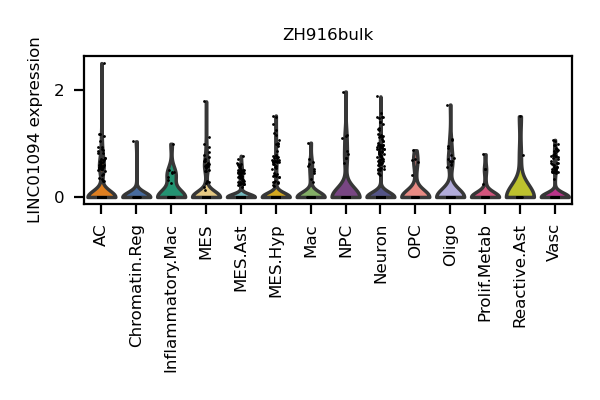 ZH916bulk
LINC01094 expression
2
0
AC
Chromatin.Reg
Inflammatory.Mac
MES
MES.Ast
MES.Hyp
Mac
NPC
Neuron
OPC
Oligo
Prolif.Metab
Reactive.Ast
Vasc